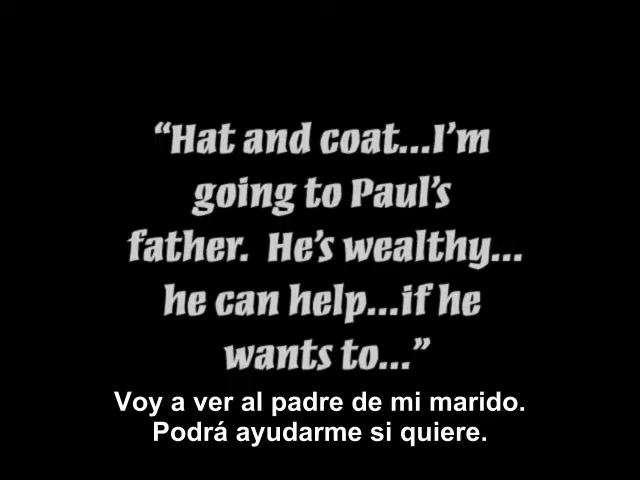 “Hat and coat...I’m
going to Paul’s
father.  He’s wealthy...
he can help...if he
wants to...”
Voy a ver al padre de mi marido.
Podrá ayudarme si quiere.